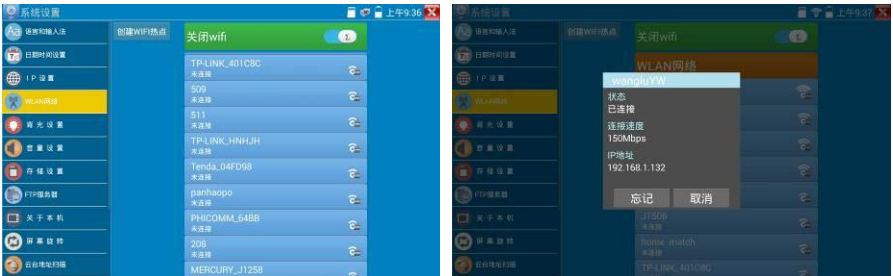 系统设置
上午9:36
语言和输入法
日期时间设置
IP设置
WLAN网络
背光设置
音量设置
存储设置
FTP服务器
关于本机
屏幕旋转
云台地址扫描
创建WIFI热点
关闭wifi
TP-LINK_401C8C
未连接
509
未连接
511
未连接
TP-LINK_HNHJH
未连接
Tenda_04FD98
未连接
panhaopo
未连接
PHICOMM_64BB
未连接
208
未连接
MERCURY_J1258
系统设置
上午9:37
语言和输入法
日期时间设置
IP设置
WLAN网络
背光设置
音量设置
存储设置
FTP服务器
关于本机
屏幕旋转
云台地址扫描
创建WIFI热点
关闭wifi
WLAN网络
wangluYW
状态
已连接
连接速度
150Mbps
IP地址
192.168.1.132
忘记
取消
JT506
未连接
home_match
未连接
TP-LINK_401C8C